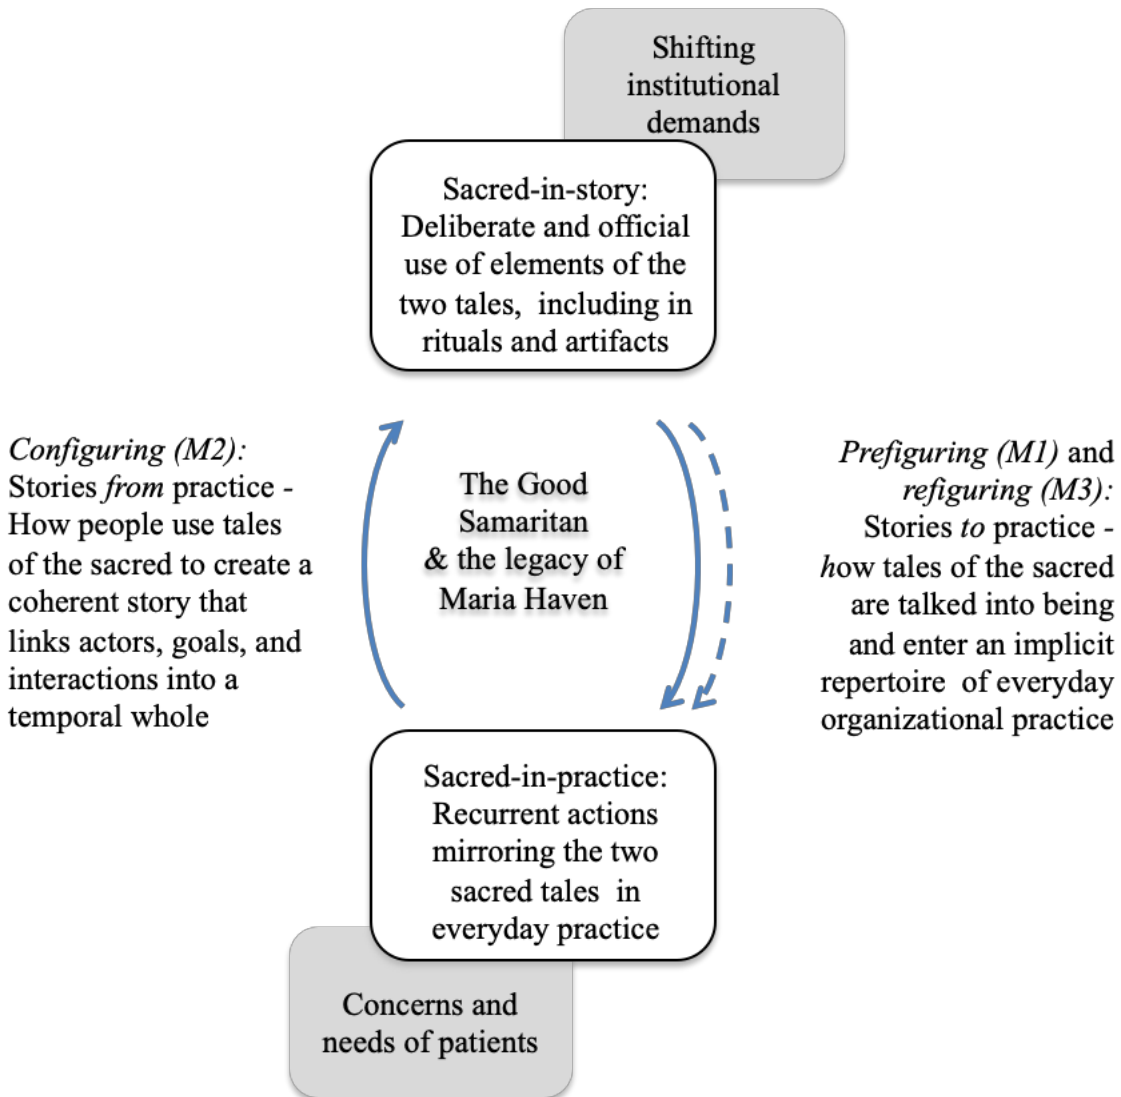 Shifting
institutional
demands
Sacred-in-story:
Deliberate and official
use of elements of the
two tales, including in
rituals and artifacts
Configuring (M2):
Stories from practice -
How people use tales
of the sacred to create a
coherent story that
links actors, goals, and
interactions into a
temporal whole
The Good
Samaritan
& the legacy of
Maria Haven
Prefiguring (M1) and
refiguring (M3):
Stories to practice -
how tales of the sacred
are talked into being
and enter an implicit
repertoire of everyday
organizational practice
Sacred-in-practice:
Recurrent actions
mirroring the two
sacred tales in
everyday practice
Concerns and
needs of patients